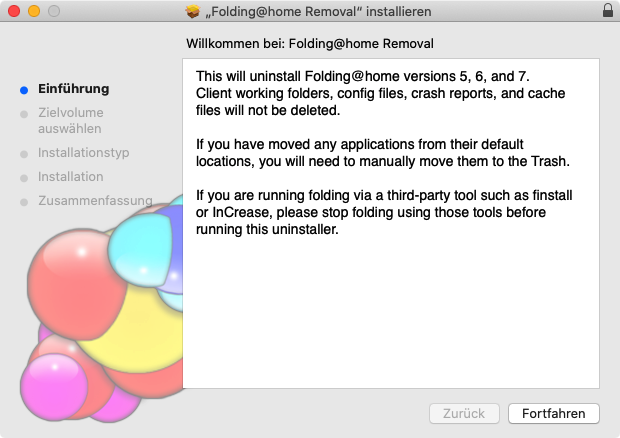 „Folding@home Removal“ installieren
Willkommen bei: Folding@home Removal
Einführung
Zielvolume
auswählen
Installationstyp
Installation
Zusammenfassung
This will uninstall Folding@home versions 5, 6, and 7.
Client working folders, config files, crash reports, and cache
files will not be deleted.
If you have moved any applications from their default
locations, you will need to manually move them to the Trash.
If you are running folding via a third-party tool such as finstall
or InCrease, please stop folding using those tools before
running this uninstaller.
Zurück
Fortfahren